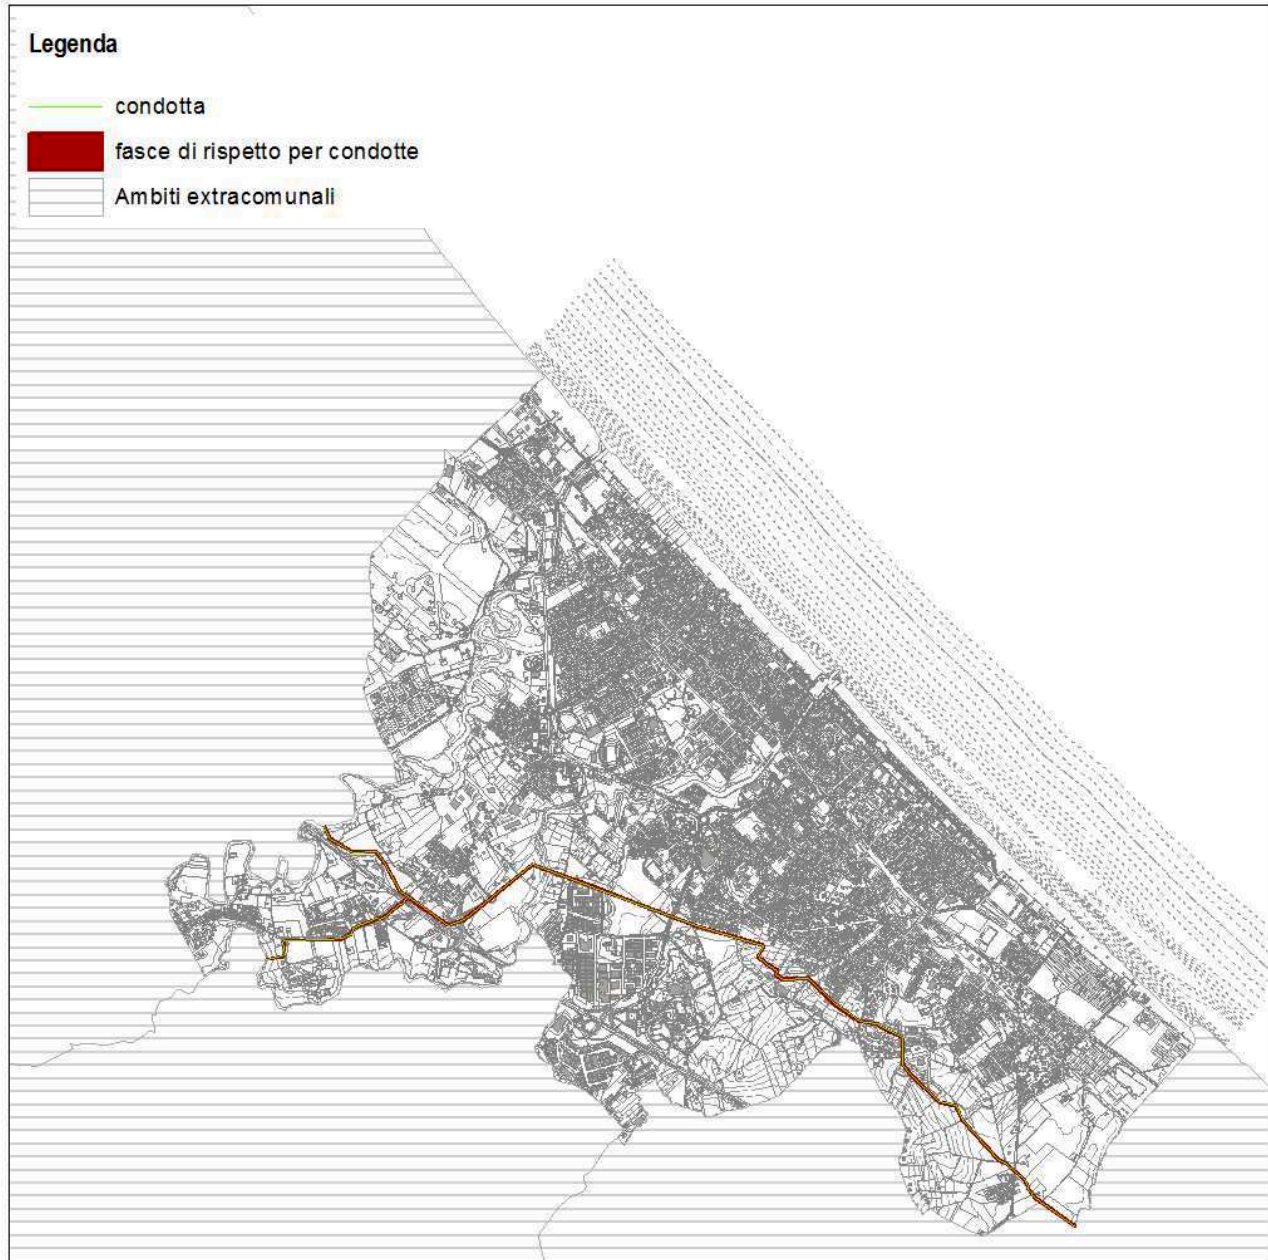 Legenda
condotta
fasce di rispetto per condotte
Ambiti extracomunali